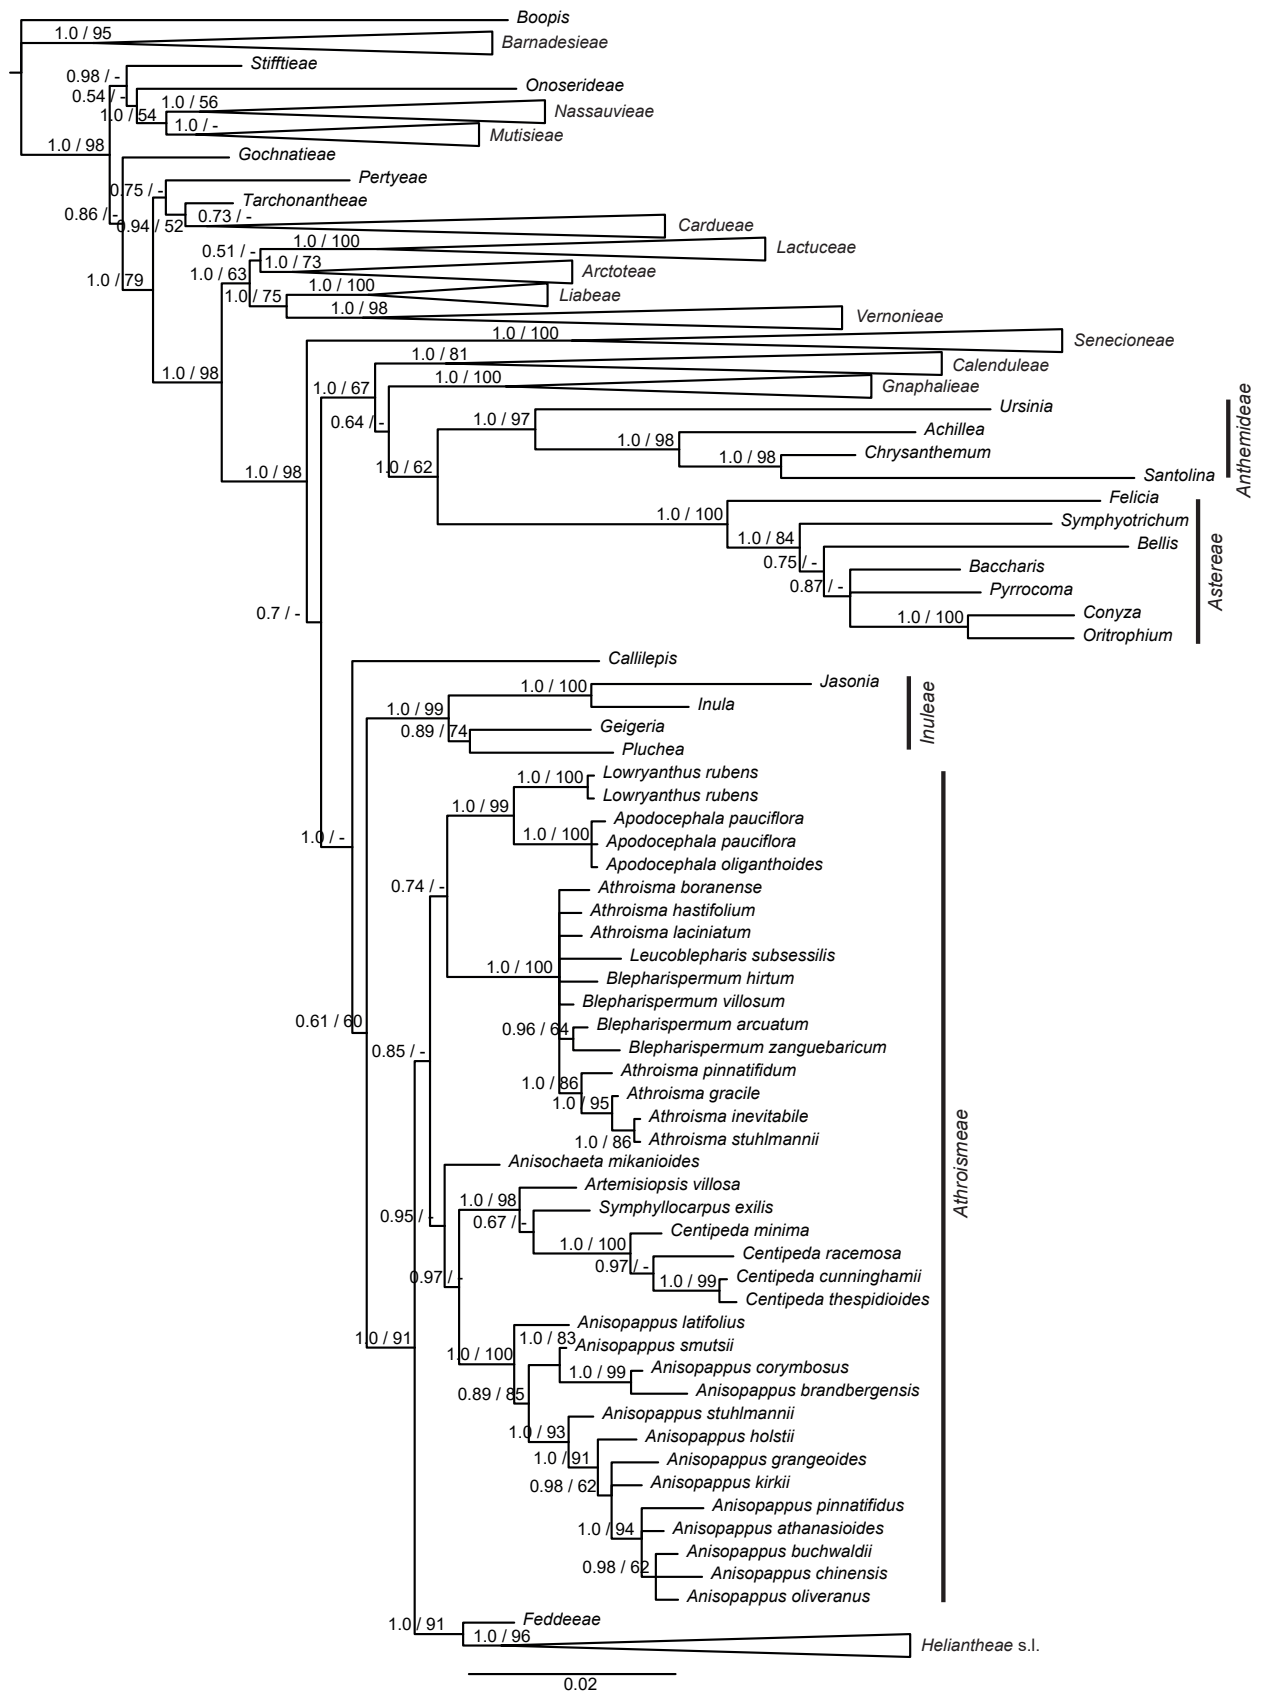 Boopis
1.0 / 95
Barnadesieae
Stifftieae
0.98 / -
Onoserideae
0.54 / -
1.0 / 56
Nassauvieae
1.0 / 54
1.0 / -
Mutisieae
1.0 / 98
Gochnatieae
Pertyeae
0.75 / -
Tarchonantheae
0.86 / -
0.73 / -
0.94 / 52
Cardueae
1.0 / 100
Lactuceae
0.51 / -
1.0 / 73
Arctoteae
1.0 / 63
1.0 / 79
1.0 / 100
Liabeae
1.0 / 75
1.0 / 98
Vernonieae
1.0 / 100
Senecioneae
1.0 / 81
Calenduleae
1.0 / 98
1.0 / 100
Gnaphalieae
1.0 / 67
Ursinia
0.64 / -
1.0 / 97
Achillea
1.0 / 98
Chrysanthemum
1.0 / 98
1.0 / 98
1.0 / 62
Santolina
Anthemideae
Felicia
1.0 / 100
Symphyotrichum
1.0 / 84
Bellis
0.75 / -
Baccharis
0.87 / -
Pyrrocoma
1.0 / 100
Conyza
Oritrophium
Astereae
0.7 / -
Callilepis
1.0 / 100
Jasonia
1.0 / 99
Inula
0.89 / 74
Geigeria
Pluchea
Inuleae
1.0 / 100
Lowryanthus rubens
Lowryanthus rubens
1.0 / 99
Apodocephala pauciflora
1.0 / 100
Apodocephala pauciflora
1.0 / -
Apodocephala oliganthoides
0.74 / -
Athroisma boranense
Athroisma hastifolium
Athroisma laciniatum
Leucoblepharis subsessilis
1.0 / 100
Blepharispermum hirtum
Blepharispermum villosum
0.61 / 60
0.96 / 64
Blepharispermum arcuatum
0.85 / -
Blepharispermum zanguebaricum
Athroisma pinnatifidum
1.0 / 86
Athroisma gracile
1.0 / 95
Athroisma inevitabile
1.0 / 86
Athroisma stuhlmannii
Anisochaeta mikanioides
Artemisiopsis villosa
1.0 / 98
Symphyllocarpus exilis
0.95 / -
0.67 / -
Centipeda minima
1.0 / 100
Centipeda racemosa
0.97 / -
0.97 / -
1.0 / 99
Centipeda cunninghamii
Centipeda thespidioides
Anisopappus latifolius
1.0 / 91
1.0 / 83
Anisopappus smutsii
1.0 / 100
1.0 / 99
Anisopappus corymbosus
0.89 / 85
Anisopappus brandbergensis
Anisopappus stuhlmannii
1.0 / 93
Anisopappus holstii
1.0 / 91
Anisopappus grangeoides
0.98 / 62
Anisopappus kirkii
Anisopappus pinnatifidus
1.0 / 94
Anisopappus athanasioides
Anisopappus buchwaldii
0.98 / 62
Anisopappus chinensis
Anisopappus oliveranus
Athroismeae
Feddeeae
1.0 / 91
1.0 / 96
Heliantheae s.l.
0.02